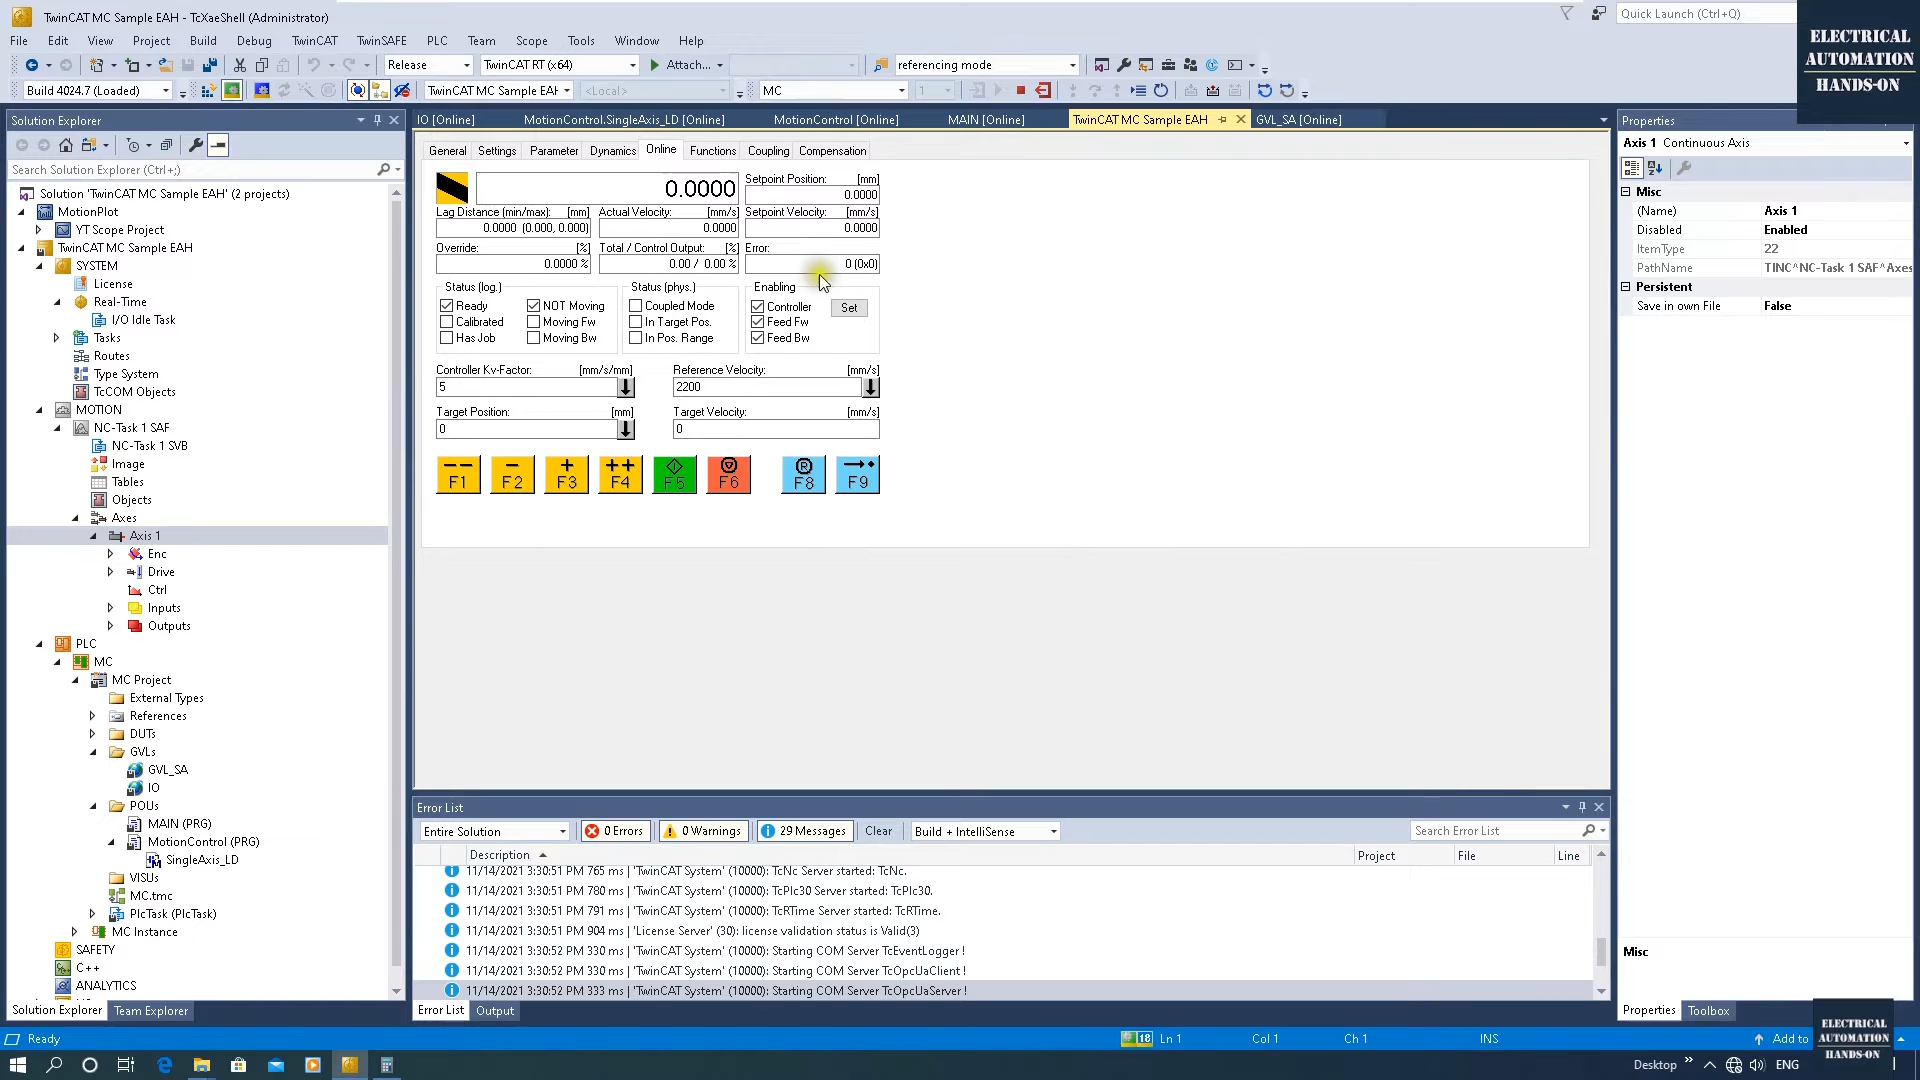 TwinCAT MC Sample EAH - TcXaeShell (Administrator)
Quick Launch (Ctrl+Q)
File Edit View Project Build Debug TwinCAT TwinSAFE PLC Team Scope Tools Window Help
Release TwinCAT RT (x64) Attach... referencing mode
Build 4024.7 (Loaded) TwinCAT MC Sample EAH <Local> MC 1
ELECTRICAL
AUTOMATION
HANDS-ON
Solution Explorer
Search Solution Explorer (Ctrl+;)
Solution 'TwinCAT MC Sample EAH' (2 projects)
MotionPlot
YT Scope Project
TwinCAT MC Sample EAH
SYSTEM
License
Real-Time
I/O Idle Task
Tasks
Routes
Type System
TcCOM Objects
MOTION
NC-Task 1 SAF
NC-Task 1 SVB
Image
Tables
Objects
Axes
Axis 1
Enc
Drive
Ctrl
Inputs
Outputs
PLC
MC
MC Project
External Types
References
DUTs
GVLs
GVL_SA
IO
POUs
MAIN (PRG)
MotionControl (PRG)
SingleAxis_LD
VISUs
MC.tmc
PlcTask (PlcTask)
MC Instance
SAFETY
C++
ANALYTICS
Solution Explorer Team Explorer
IO [Online] MotionControl.SingleAxis_LD [Online] MotionControl [Online] MAIN [Online] TwinCAT MC Sample EAH GVL_SA [Online]
General Settings Parameter Dynamics Online Functions Coupling Compensation
0.0000
Setpoint Position: [mm]
0.0000
Lag Distance (min/max): [mm] Actual Velocity: [mm/s] Setpoint Velocity: [mm/s]
0.0000 (0.000, 0.000) 0.0000 0.0000
Override: [%] Total / Control Output: [%] Error:
0.0000 % 0.00 / 0.00 % 0 (0x0)
Status (log.) Status (phys.) Enabling
Ready NOT Moving Coupled Mode Controller Set
Calibrated Moving Fw In Target Pos. Feed Fw
Has Job Moving Bw In Pos. Range Feed Bw
Controller Kv-Factor: [mm/s/mm] Reference Velocity: [mm/s]
5 2200
Target Position: [mm] Target Velocity: [mm/s]
0 0
-- - + ++ R
F1 F2 F3 F4 F5 F6 F8 F9
Error List
Entire Solution 0 Errors 0 Warnings 29 Messages Clear Build + IntelliSense Search Error List
Description Project File Line
11/14/2021 3:30:51 PM 765 ms | 'TwinCAT System' (10000): TcNc Server started: TcNc.
11/14/2021 3:30:51 PM 780 ms | 'TwinCAT System' (10000): TcPlc30 Server started: TcPlc30.
11/14/2021 3:30:51 PM 791 ms | 'TwinCAT System' (10000): TcRTime Server started: TcRTime.
11/14/2021 3:30:51 PM 904 ms | 'License Server' (30): license validation status is Valid(3)
11/14/2021 3:30:52 PM 330 ms | 'TwinCAT System' (10000): Starting COM Server TcEventLogger !
11/14/2021 3:30:52 PM 330 ms | 'TwinCAT System' (10000): Starting COM Server TcOpcUaClient !
11/14/2021 3:30:52 PM 333 ms | 'TwinCAT System' (10000): Starting COM Server TcOpcUaServer !
Error List Output
Properties
Axis 1 Continuous Axis
Misc
(Name) Axis 1
Disabled Enabled
ItemType 22
PathName TINC^NC-Task 1 SAF^Axes
Persistent
Save in own File False
Misc
Properties Toolbox
Ready 18 Ln 1 Col 1 Ch 1 INS Add to
ELECTRICAL
AUTOMATION
HANDS-ON
Desktop ENG